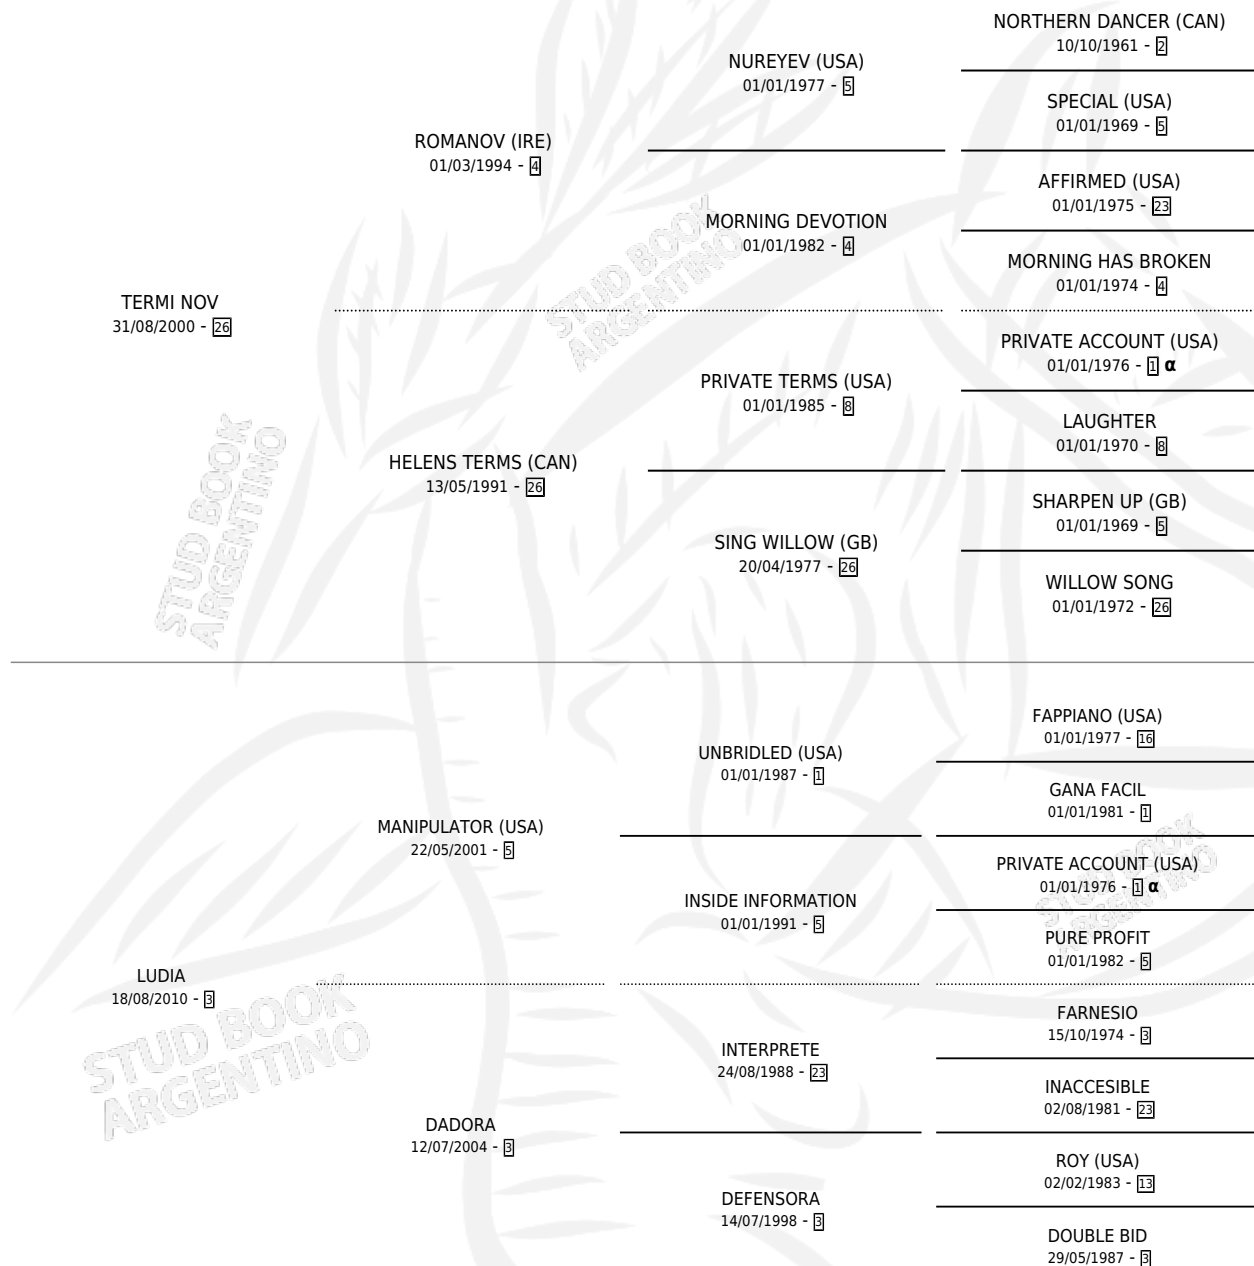 NORTHERN DANCER (CAN)
10/10/1961 - 2
NUREYEV (USA)
01/01/1977 - 5
SPECIAL (USA)
01/01/1969 - 5
ROMANOV (IRE)
01/03/1994 - 4
AFFIRMED (USA)
01/01/1975 - 23
MORNING DEVOTION
01/01/1982 - 4
MORNING HAS BROKEN
01/01/1974 - 4
TERMI NOV
31/08/2000 - 26
PRIVATE ACCOUNT (USA)
01/01/1976 - 1 α
PRIVATE TERMS (USA)
01/01/1985 - 8
LAUGHTER
01/01/1970 - 8
HELENS TERMS (CAN)
13/05/1991 - 26
SHARPEN UP (GB)
01/01/1969 - 5
SING WILLOW (GB)
20/04/1977 - 26
WILLOW SONG
01/01/1972 - 26
STUD BOOK
ARGENTINO
STUD BOOK
ARGENTINO
FAPPIANO (USA)
01/01/1977 - 16
UNBRIDLED (USA)
01/01/1987 - 1
GANA FACIL
01/01/1981 - 1
MANIPULATOR (USA)
22/05/2001 - 5
PRIVATE ACCOUNT (USA)
01/01/1976 - 1 α
INSIDE INFORMATION
01/01/1991 - 5
PURE PROFIT
01/01/1982 - 5
LUDIA
18/08/2010 - 3
FARNESIO
15/10/1974 - 3
INTERPRETE
24/08/1988 - 23
INACCESIBLE
02/08/1981 - 23
DADORA
12/07/2004 - 3
ROY (USA)
02/02/1983 - 13
DEFENSORA
14/07/1998 - 3
DOUBLE BID
29/05/1987 - 3
STUD BOOK
ARGENTINO
STUD BOOK
ARGENTINO